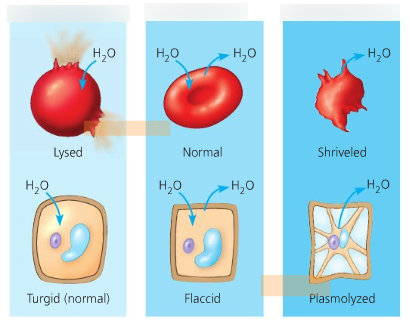 H₂O
H₂O H₂O
H₂O
Lysed
Normal
Shriveled
H₂O
H₂O H₂O
H₂O
Turgid (normal)
Flaccid
Plasmolyzed